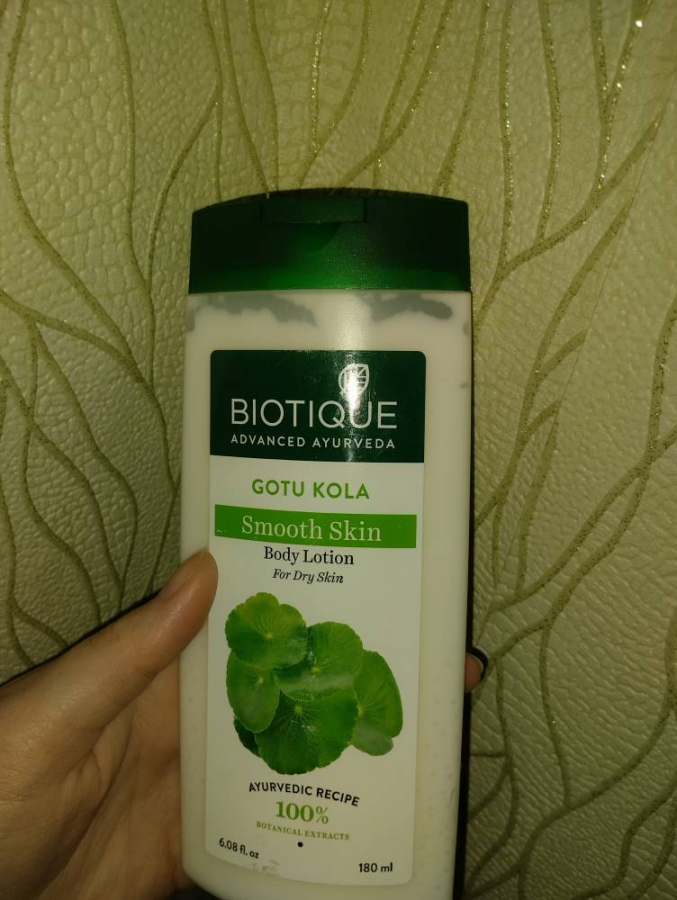 BIOTIQUE
ADVANCED AYURVEDA
GOTU KOLA
Smooth Skin
Body Lotion
For Dry Skin
AYURVEDIC RECIPE
100%
BOTANICAL EXTRACTS
6.08 fl. oz
180 ml